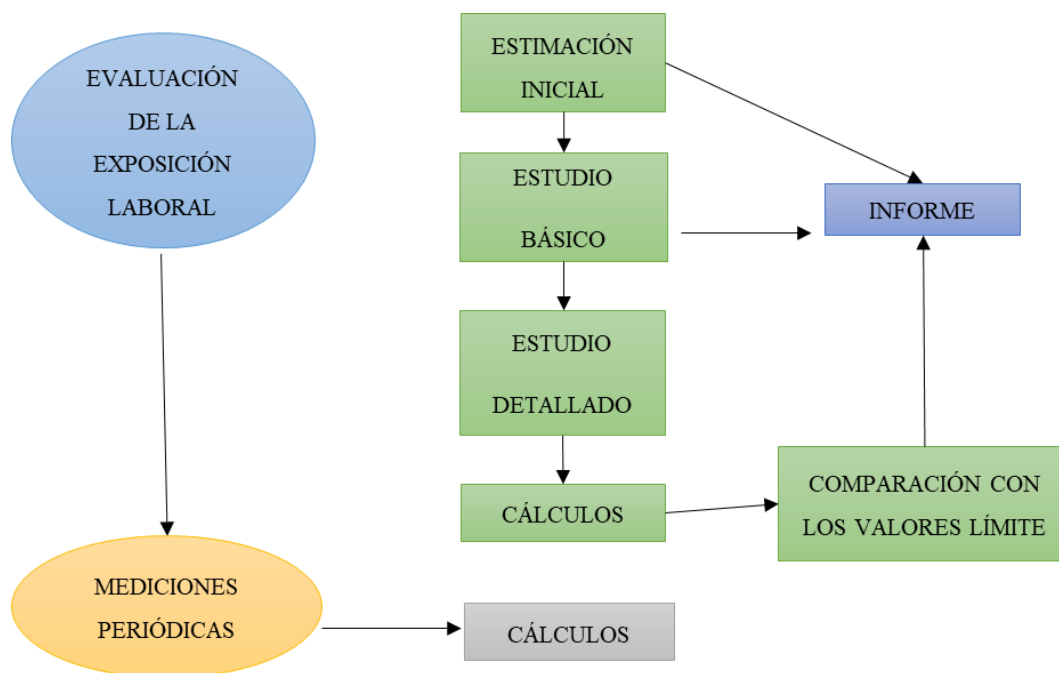 EVALUACIÓN
DE LA
EXPOSICIÓN
LABORAL
ESTIMACIÓN
INICIAL
ESTUDIO
BÁSICO
INFORME
ESTUDIO
DETALLADO
CÁLCULOS
COMPARACIÓN CON
LOS VALORES LÍMITE
MEDICIONES
PERIÓDICAS
CÁLCULOS